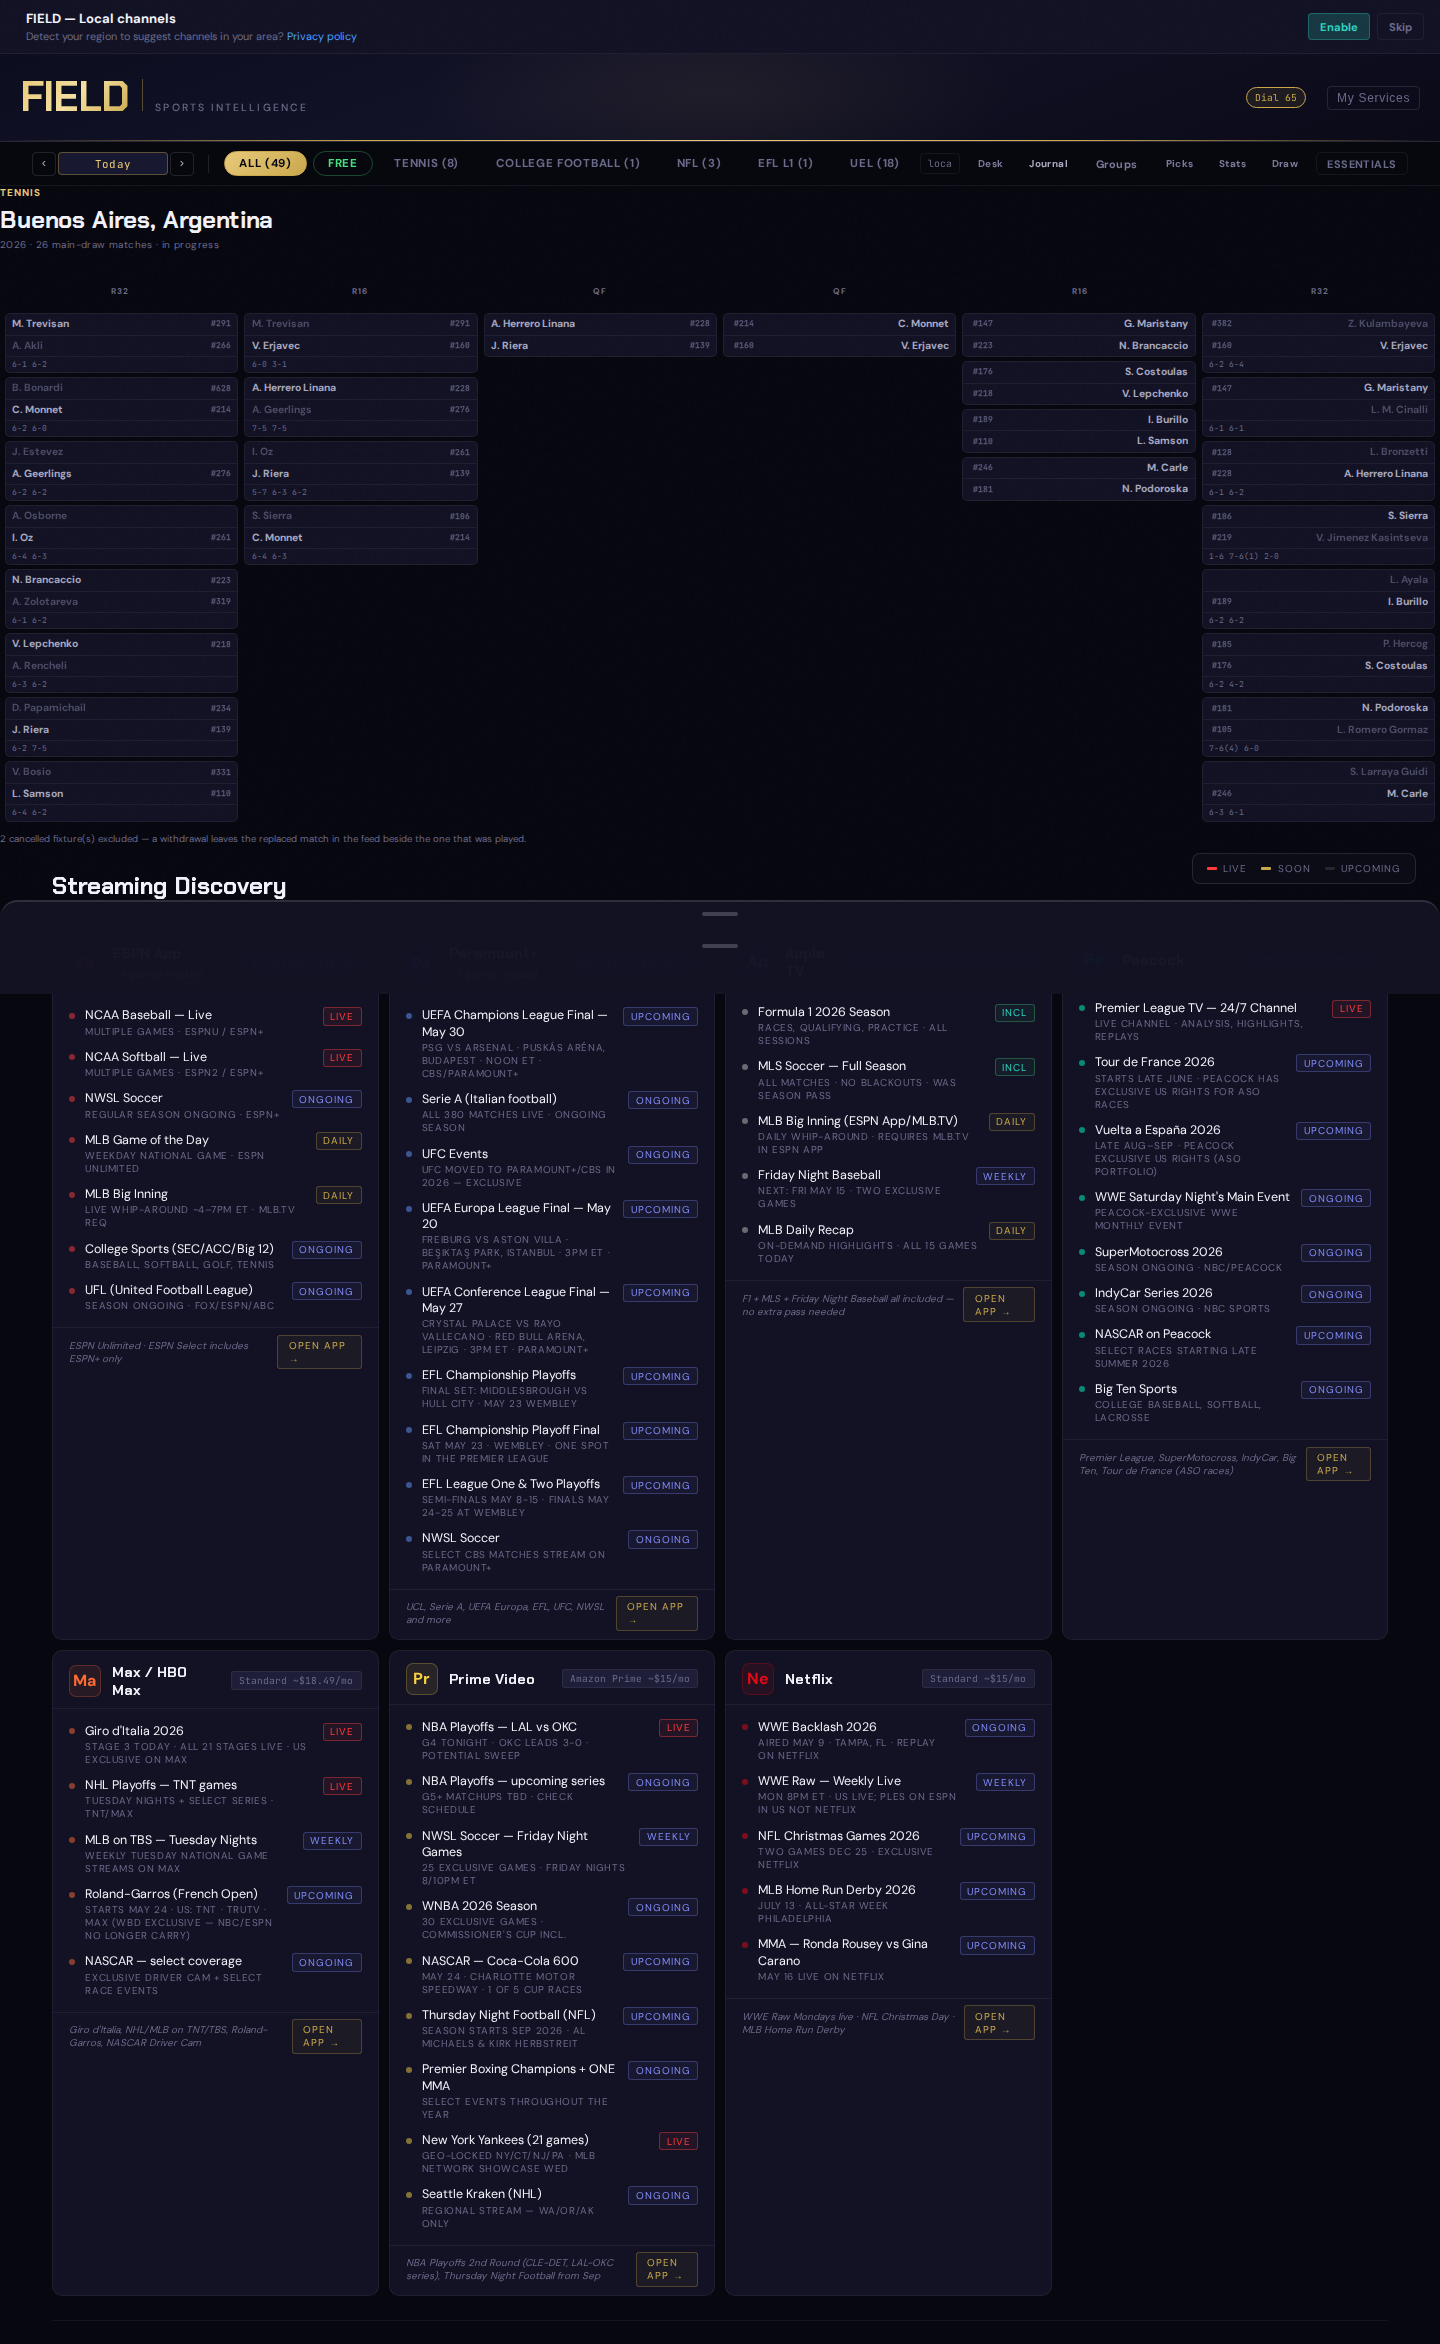 FIELD — Local channels
Detect your region to suggest channels in your area? Privacy policy
Enable
Skip
FIELD
SPORTS INTELLIGENCE
Dial 65
My Services
‹ Today ›
ALL (49)
FREE
TENNIS (8)
COLLEGE FOOTBALL (1)
NFL (3)
EFL L1 (1)
UEL (18)
loca
Desk
Journal
Groups
Picks
Stats
Draw
ESSENTIALS
TENNIS
Buenos Aires, Argentina
2026 · 26 main-draw matches · in progress
R32
M. Trevisan #291
A. Akli #266
6-1 6-2
B. Bonardi #628
C. Monnet #214
6-2 6-0
J. Estevez
A. Geerlings #276
6-2 6-2
A. Osborne
I. Oz #261
6-4 6-3
N. Brancaccio #223
A. Zolotareva #319
6-1 6-2
V. Lepchenko #218
A. Rencheli
6-3 6-2
D. Papamichail #234
J. Riera #139
6-2 7-5
V. Bosio #331
L. Samson #110
6-4 6-2
R16
M. Trevisan #291
V. Erjavec #160
6-0 3-1
A. Herrero Linana #228
A. Geerlings #276
7-5 7-5
I. Oz #261
J. Riera #139
5-7 6-3 6-2
S. Sierra #106
C. Monnet #214
6-4 6-3
QF
A. Herrero Linana #228
J. Riera #139
QF
#214 C. Monnet
#160 V. Erjavec
R16
#147 G. Maristany
#223 N. Brancaccio
#176 S. Costoulas
#218 V. Lepchenko
#189 I. Burillo
#110 L. Samson
#246 M. Carle
#181 N. Podoroska
R32
#382 Z. Kulambayeva
#160 V. Erjavec
6-2 6-4
#147 G. Maristany
L. M. Cinalli
6-1 6-1
#128 L. Bronzetti
#228 A. Herrero Linana
6-1 6-2
#106 S. Sierra
#219 V. Jimenez Kasintseva
1-6 7-6(1) 2-0
L. Ayala
#189 I. Burillo
6-2 6-2
#185 P. Hercog
#176 S. Costoulas
6-2 4-2
#181 N. Podoroska
#105 L. Romero Gormaz
7-6(4) 6-0
S. Larraya Guidi
#246 M. Carle
6-3 6-1
2 cancelled fixture(s) excluded — a withdrawal leaves the replaced match in the feed beside the one that was played.
LIVE SOON UPCOMING
Streaming Discovery
ESPN App
NCAA Baseball — Live LIVE
MULTIPLE GAMES · ESPNU / ESPN+
NCAA Softball — Live LIVE
MULTIPLE GAMES · ESPN2 / ESPN+
NWSL Soccer ONGOING
REGULAR SEASON ONGOING · ESPN+
MLB Game of the Day DAILY
WEEKDAY NATIONAL GAME · ESPN
UNLIMITED
MLB Big Inning DAILY
LIVE WHIP-AROUND ~4–7PM ET · MLB.TV
REQ
College Sports (SEC/ACC/Big 12) ONGOING
BASEBALL, SOFTBALL, GOLF, TENNIS
UFL (United Football League) ONGOING
SEASON ONGOING · FOX/ESPN/ABC
ESPN Unlimited · ESPN Select includes
ESPN+ only
OPEN APP
→
Paramount+
UEFA Champions League Final — UPCOMING
May 30
PSG VS ARSENAL · PUSKÁS ARÉNA,
BUDAPEST · NOON ET ·
CBS/PARAMOUNT+
Serie A (Italian football) ONGOING
ALL 380 MATCHES LIVE · ONGOING
SEASON
UFC Events ONGOING
UFC MOVED TO PARAMOUNT+/CBS IN
2026 — EXCLUSIVE
UEFA Europa League Final — May UPCOMING
20
FREIBURG VS ASTON VILLA ·
BEŞIKTAŞ PARK, ISTANBUL · 3PM ET ·
PARAMOUNT+
UEFA Conference League Final — UPCOMING
May 27
CRYSTAL PALACE VS RAYO
VALLECANO · RED BULL ARENA,
LEIPZIG · 3PM ET · PARAMOUNT+
EFL Championship Playoffs UPCOMING
FINAL SET: MIDDLESBROUGH VS
HULL CITY · MAY 23 WEMBLEY
EFL Championship Playoff Final UPCOMING
SAT MAY 23 · WEMBLEY · ONE SPOT
IN THE PREMIER LEAGUE
EFL League One & Two Playoffs UPCOMING
SEMI-FINALS MAY 8-15 · FINALS MAY
24-25 AT WEMBLEY
NWSL Soccer ONGOING
SELECT CBS MATCHES STREAM ON
PARAMOUNT+
UCL, Serie A, UEFA Europa, EFL, UFC, NWSL
and more
OPEN APP
→
Apple
TV
Formula 1 2026 Season INCL
RACES, QUALIFYING, PRACTICE · ALL
SESSIONS
MLS Soccer — Full Season INCL
ALL MATCHES · NO BLACKOUTS · WAS
SEASON PASS
MLB Big Inning (ESPN App/MLB.TV) DAILY
DAILY WHIP-AROUND · REQUIRES MLB.TV
IN ESPN APP
Friday Night Baseball WEEKLY
NEXT: FRI MAY 15 · TWO EXCLUSIVE
GAMES
MLB Daily Recap DAILY
ON-DEMAND HIGHLIGHTS · ALL 15 GAMES
TODAY
F1 + MLS + Friday Night Baseball all included —
no extra pass needed
OPEN
APP →
Peacock
Premier League TV — 24/7 Channel LIVE
LIVE CHANNEL · ANALYSIS, HIGHLIGHTS,
REPLAYS
Tour de France 2026 UPCOMING
STARTS LATE JUNE · PEACOCK HAS
EXCLUSIVE US RIGHTS FOR ASO
RACES
Vuelta a España 2026 UPCOMING
LATE AUG–SEP · PEACOCK
EXCLUSIVE US RIGHTS (ASO
PORTFOLIO)
WWE Saturday Night's Main Event ONGOING
PEACOCK-EXCLUSIVE WWE
MONTHLY EVENT
SuperMotocross 2026 ONGOING
SEASON ONGOING · NBC/PEACOCK
IndyCar Series 2026 ONGOING
SEASON ONGOING · NBC SPORTS
NASCAR on Peacock UPCOMING
SELECT RACES STARTING LATE
SUMMER 2026
Big Ten Sports ONGOING
COLLEGE BASEBALL, SOFTBALL,
LACROSSE
Premier League, SuperMotocross, IndyCar, Big
Ten, Tour de France (ASO races)
OPEN
APP →
Ma
Max / HBO
Max
Standard ~$18.49/mo
Giro d'Italia 2026 LIVE
STAGE 3 TODAY · ALL 21 STAGES LIVE · US
EXCLUSIVE ON MAX
NHL Playoffs — TNT games LIVE
TUESDAY NIGHTS + SELECT SERIES ·
TNT/MAX
MLB on TBS — Tuesday Nights WEEKLY
WEEKLY TUESDAY NATIONAL GAME
STREAMS ON MAX
Roland-Garros (French Open) UPCOMING
STARTS MAY 24 · US: TNT · TRUTV ·
MAX (WBD EXCLUSIVE — NBC/ESPN
NO LONGER CARRY)
NASCAR — select coverage ONGOING
EXCLUSIVE DRIVER CAM + SELECT
RACE EVENTS
Giro d'Italia, NHL/MLB on TNT/TBS, Roland-
Garros, NASCAR Driver Cam
OPEN
APP →
Pr
Prime Video
Amazon Prime ~$15/mo
NBA Playoffs — LAL vs OKC LIVE
G4 TONIGHT · OKC LEADS 3-0 ·
POTENTIAL SWEEP
NBA Playoffs — upcoming series ONGOING
G5+ MATCHUPS TBD · CHECK
SCHEDULE
NWSL Soccer — Friday Night WEEKLY
Games
25 EXCLUSIVE GAMES · FRIDAY NIGHTS
8/10PM ET
WNBA 2026 Season ONGOING
30 EXCLUSIVE GAMES ·
COMMISSIONER'S CUP INCL.
NASCAR — Coca-Cola 600 UPCOMING
MAY 24 · CHARLOTTE MOTOR
SPEEDWAY · 1 OF 5 CUP RACES
Thursday Night Football (NFL) UPCOMING
SEASON STARTS SEP 2026 · AL
MICHAELS & KIRK HERBSTREIT
Premier Boxing Champions + ONE ONGOING
MMA
SELECT EVENTS THROUGHOUT THE
YEAR
New York Yankees (21 games) LIVE
GEO-LOCKED NY/CT/NJ/PA · MLB
NETWORK SHOWCASE WED
Seattle Kraken (NHL) ONGOING
REGIONAL STREAM — WA/OR/AK
ONLY
NBA Playoffs 2nd Round (CLE-DET, LAL-OKC
series), Thursday Night Football from Sep
OPEN
APP →
Ne
Netflix
Standard ~$15/mo
WWE Backlash 2026 ONGOING
AIRED MAY 9 · TAMPA, FL · REPLAY
ON NETFLIX
WWE Raw — Weekly Live WEEKLY
MON 8PM ET · US LIVE; PLES ON ESPN
IN US NOT NETFLIX
NFL Christmas Games 2026 UPCOMING
TWO GAMES DEC 25 · EXCLUSIVE
NETFLIX
MLB Home Run Derby 2026 UPCOMING
JULY 13 · ALL-STAR WEEK
PHILADELPHIA
MMA — Ronda Rousey vs Gina UPCOMING
Carano
MAY 16 LIVE ON NETFLIX
WWE Raw Mondays live · NFL Christmas Day ·
MLB Home Run Derby
OPEN
APP →